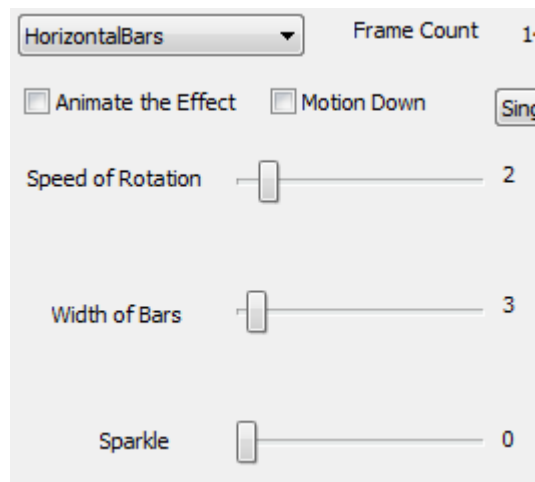 HorizontalBars Frame Count
Animate the Effect Motion Down
Speed of Rotation 2
Width of Bars 3
Sparkle 0